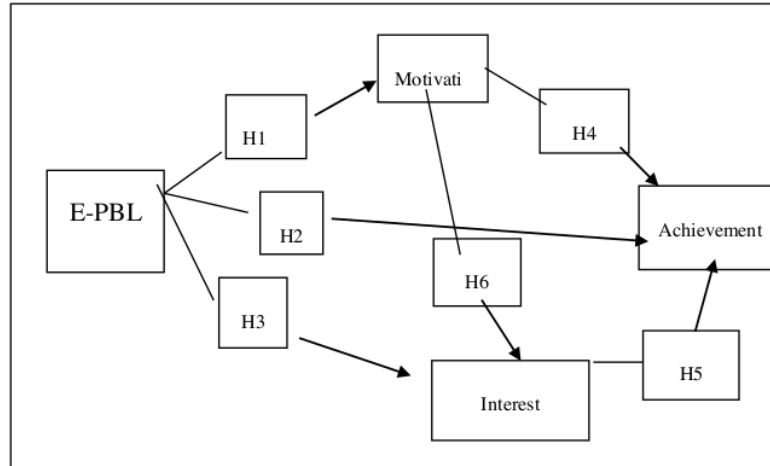 Motivati
H1
H4
E-PBL
H2
Achievement
H6
H3
H5
Interest